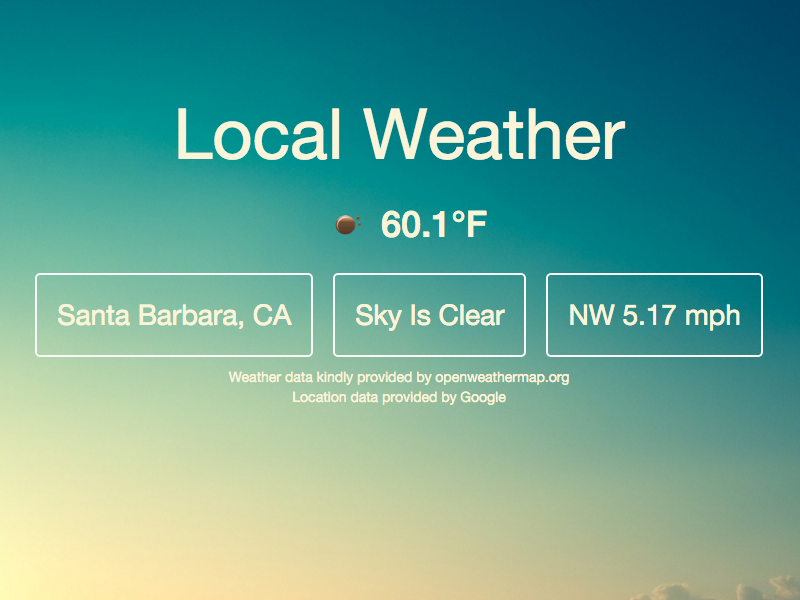 Local Weather
60.1°F
Santa Barbara, CA
Sky Is Clear
NW 5.17 mph
Weather data kindly provided by openweathermap.org
Location data provided by Google